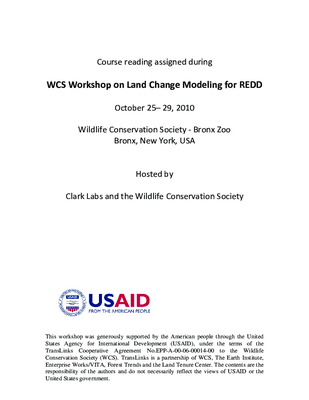 Course reading assigned during
WCS Workshop on Land Change Modeling for REDD
October 25– 29, 2010
Wildlife Conservation Society - Bronx Zoo
Bronx, New York, USA
Hosted by
Clark Labs and the Wildlife Conservation Society
USAID
USAID
FROM THE AMERICAN PEOPLE
This workshop was generously supported by the American people through the United
States Agency for International Development (USAID), under the terms of the
TransLinks Cooperative Agreement No.EPP-A-00-06-00014-00 to the Wildlife
Conservation Society (WCS). TransLinks is a partnership of WCS, The Earth Institute,
Enterprise Works/VITA, Forest Trends and the Land Tenure Center. The contents are the
responsibility of the authors and do not necessarily reflect the views of USAID or the
United States government.